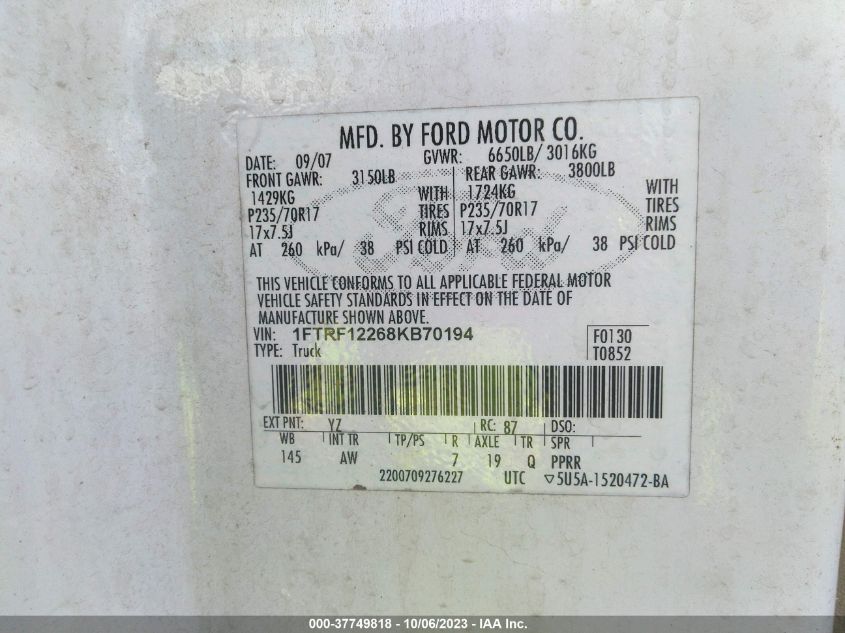 MFD. BY FORD MOTOR CO.
DATE: 09/07 GVWR: 6650LB/ 3016KG
FRONT GAWR: 3150LB REAR GAWR: 3800LB
1429KG WITH 1724KG WITH
P235/70R17 TIRES P235/70R17 TIRES
17x7.5J RIMS 17x7.5J RIMS
AT 260 kPa/ 38 PSI COLD AT 260 kPa/ 38 PSI COLD
THIS VEHICLE CONFORMS TO ALL APPLICABLE FEDERAL MOTOR
VEHICLE SAFETY STANDARDS IN EFFECT ON THE DATE OF
MANUFACTURE SHOWN ABOVE.
VIN: 1FTRF12268KB70194 F0130
TYPE: Truck T0852
EXT PNT: YZ RC: 87 DSO:
WB INT TR TP/PS R AXLE TR SPR
145 AW 7 19 Q PPRR
2200709276227 UTC ▽5U5A-1520472-BA
000-37749818 - 10/06/2023 - IAA Inc.